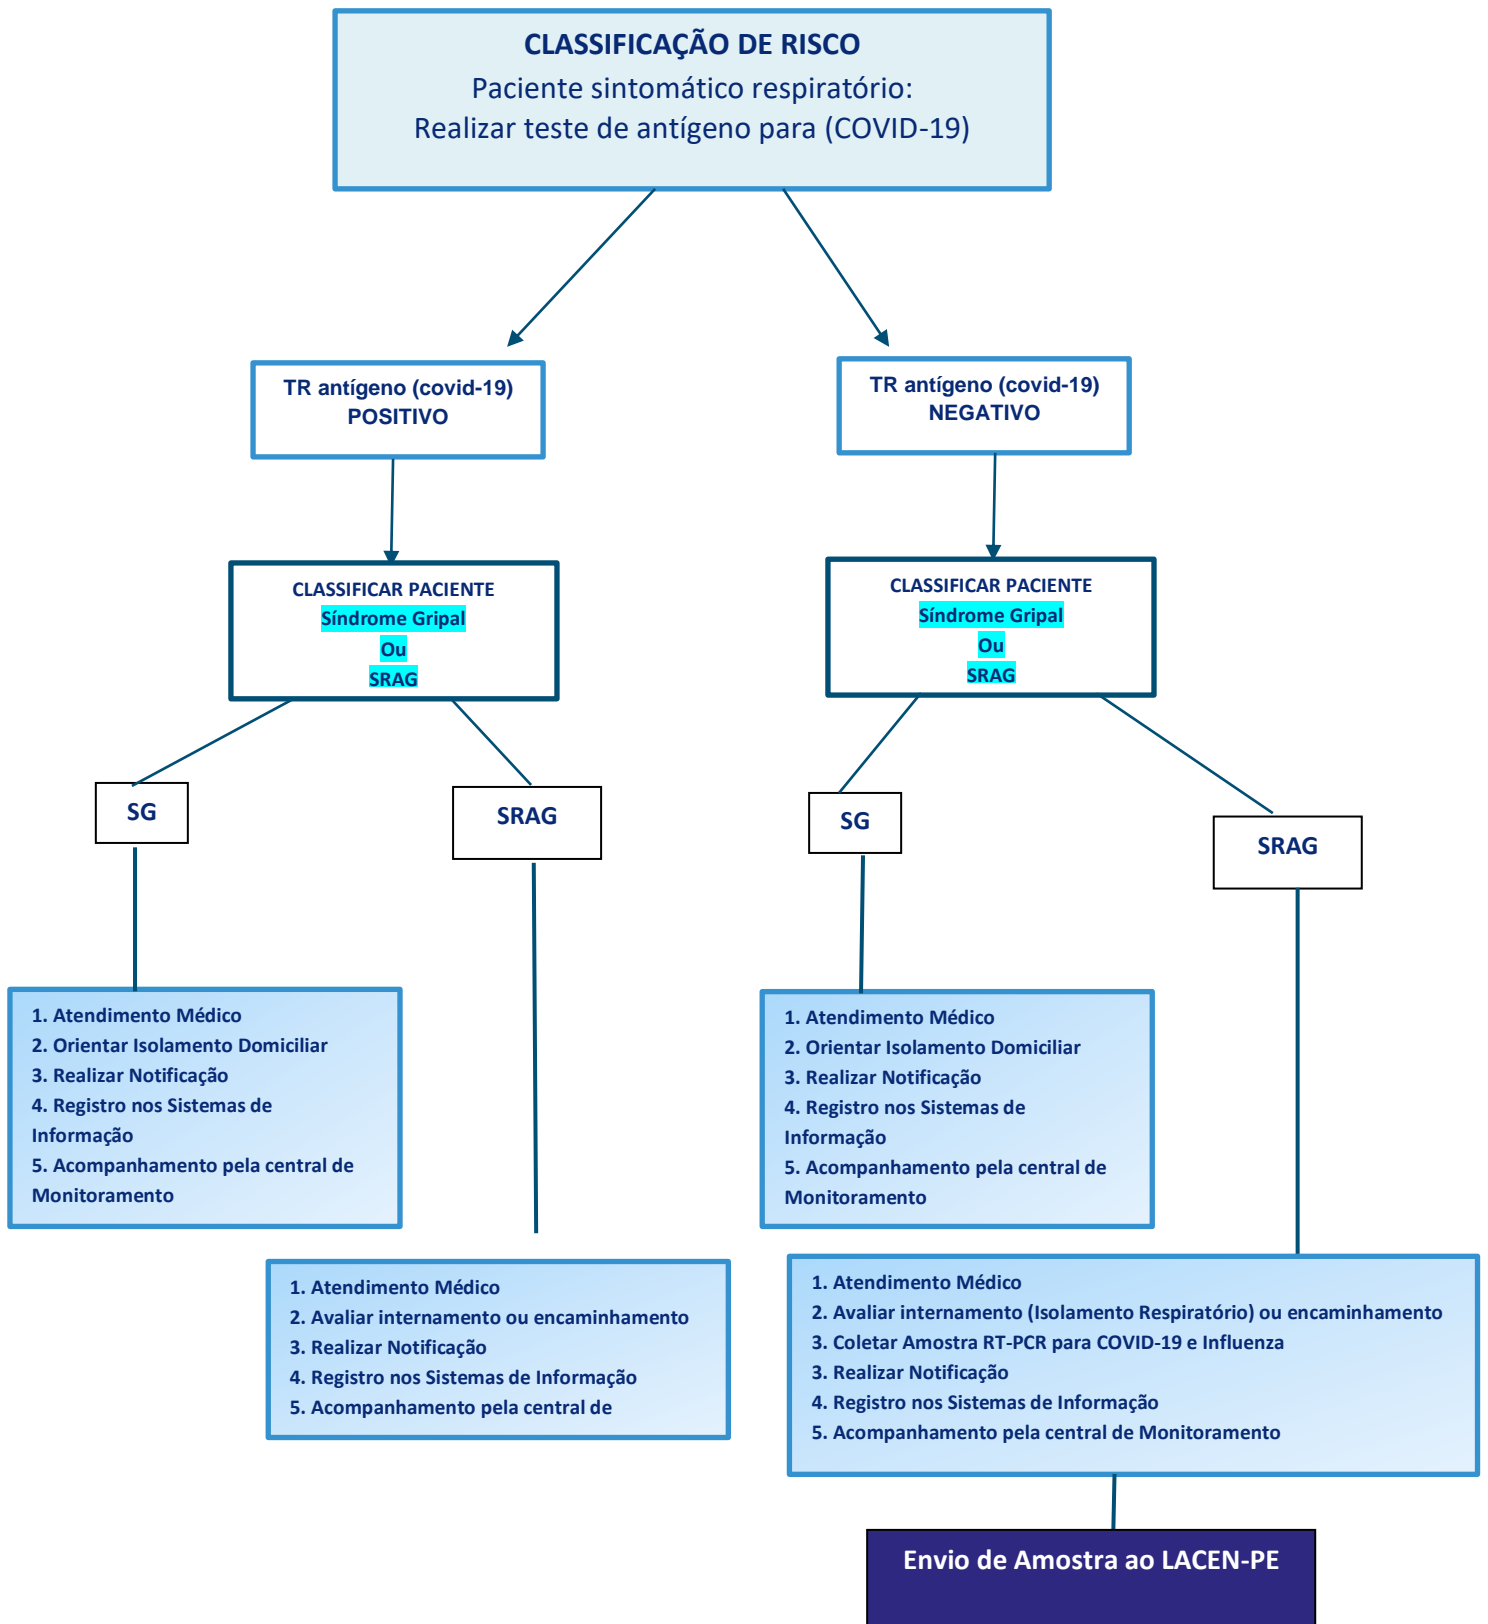 CLASSIFICAÇÃO DE RISCO
Paciente sintomático respiratório:
Realizar teste de antígeno para (COVID-19)
TR antígeno (covid-19)
POSITIVO
TR antígeno (covid-19)
NEGATIVO
CLASSIFICAR PACIENTE
Síndrome Gripal
Ou
SRAG
CLASSIFICAR PACIENTE
Síndrome Gripal
Ou
SRAG
SG
SRAG
SG
SRAG
1. Atendimento Médico
2. Orientar Isolamento Domiciliar
3. Realizar Notificação
4. Registro nos Sistemas de
Informação
5. Acompanhamento pela central de
Monitoramento
1. Atendimento Médico
2. Avaliar internamento ou encaminhamento
3. Realizar Notificação
4. Registro nos Sistemas de Informação
5. Acompanhamento pela central de
1. Atendimento Médico
2. Orientar Isolamento Domiciliar
3. Realizar Notificação
4. Registro nos Sistemas de
Informação
5. Acompanhamento pela central de
Monitoramento
1. Atendimento Médico
2. Avaliar internamento (Isolamento Respiratório) ou encaminhamento
3. Coletar Amostra RT-PCR para COVID-19 e Influenza
3. Realizar Notificação
4. Registro nos Sistemas de Informação
5. Acompanhamento pela central de Monitoramento
Envio de Amostra ao LACEN-PE